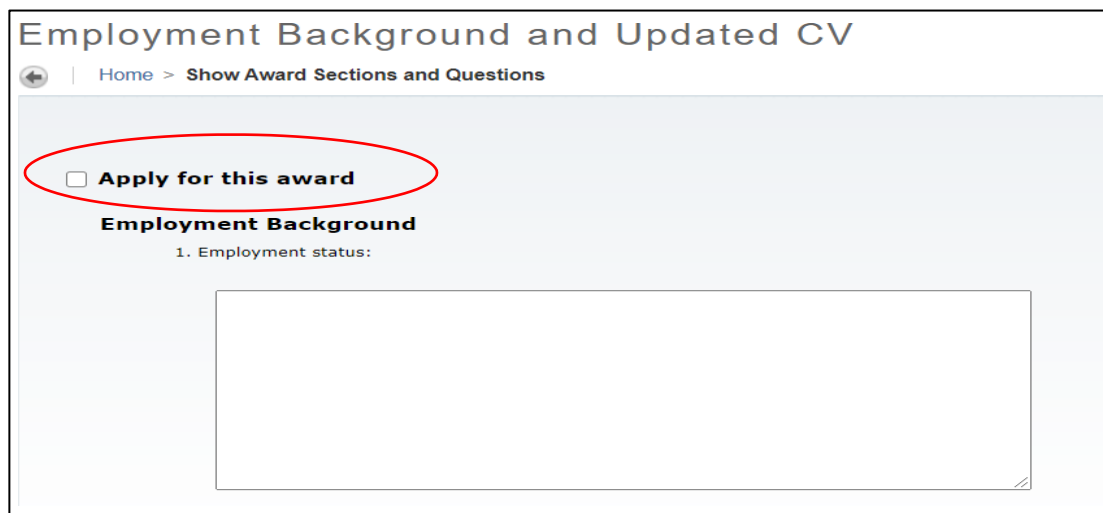 Employment Background and Updated CV
Home > Show Award Sections and Questions
Apply for this award
Employment Background
1. Employment status: